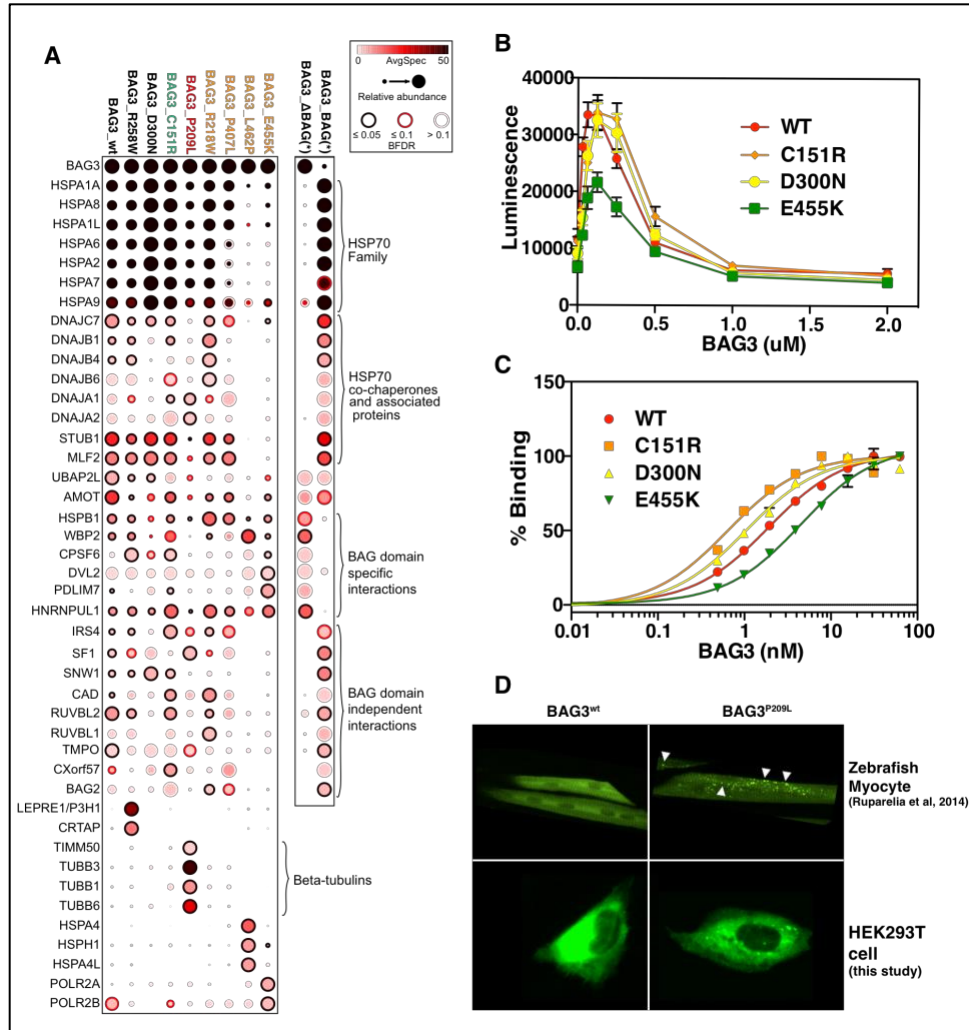 A
BAG3_wt
BAG3_R258W
BAG3_D300N
BAG3_C151R
BAG3_P209L
BAG3_R218W
BAG3_P407L
BAG3_L462P
BAG3_E455K
BAG3_ΔBAG(*)
BAG3_BAG(*)
AvgSpec
0 50
Relative abundance
≤ 0.05 ≤ 0.1 > 0.1
BFDR
BAG3
HSPA1A
HSPA8
HSPA1L
HSPA6
HSPA2
HSPA7
HSPA9
HSP70
Family
DNAJC7
DNAJB1
DNAJB4
DNAJB6
DNAJA1
DNAJA2
STUB1
MLF2
HSP70
co-chaperones
and associated
proteins
UBAP2L
AMOT
HSPB1
WBP2
CPSF6
DVL2
PDLIM7
HNRNPUL1
BAG domain
specific
interactions
IRS4
SF1
SNW1
CAD
RUVBL2
RUVBL1
TMPO
CXorf57
BAG2
BAG domain
independent
interactions
LEPRE1/P3H1
CRTAP
TIMM50
TUBB3
TUBB1
TUBB6
Beta-tubulins
HSPA4
HSPH1
HSPA4L
POLR2A
POLR2B
B
Luminescence
40000
30000
20000
10000
0
0.0 0.5 1.0 1.5 2.0
BAG3 (uM)
WT
C151R
D300N
E455K
C
% Binding
150
100
50
0
0.01 0.1 1 10 100
BAG3 (nM)
WT
C151R
D300N
E455K
D
BAG3wt BAG3P209L
Zebrafish
Myocyte
(Ruparelia et al, 2014)
HEK293T
cell
(this study)